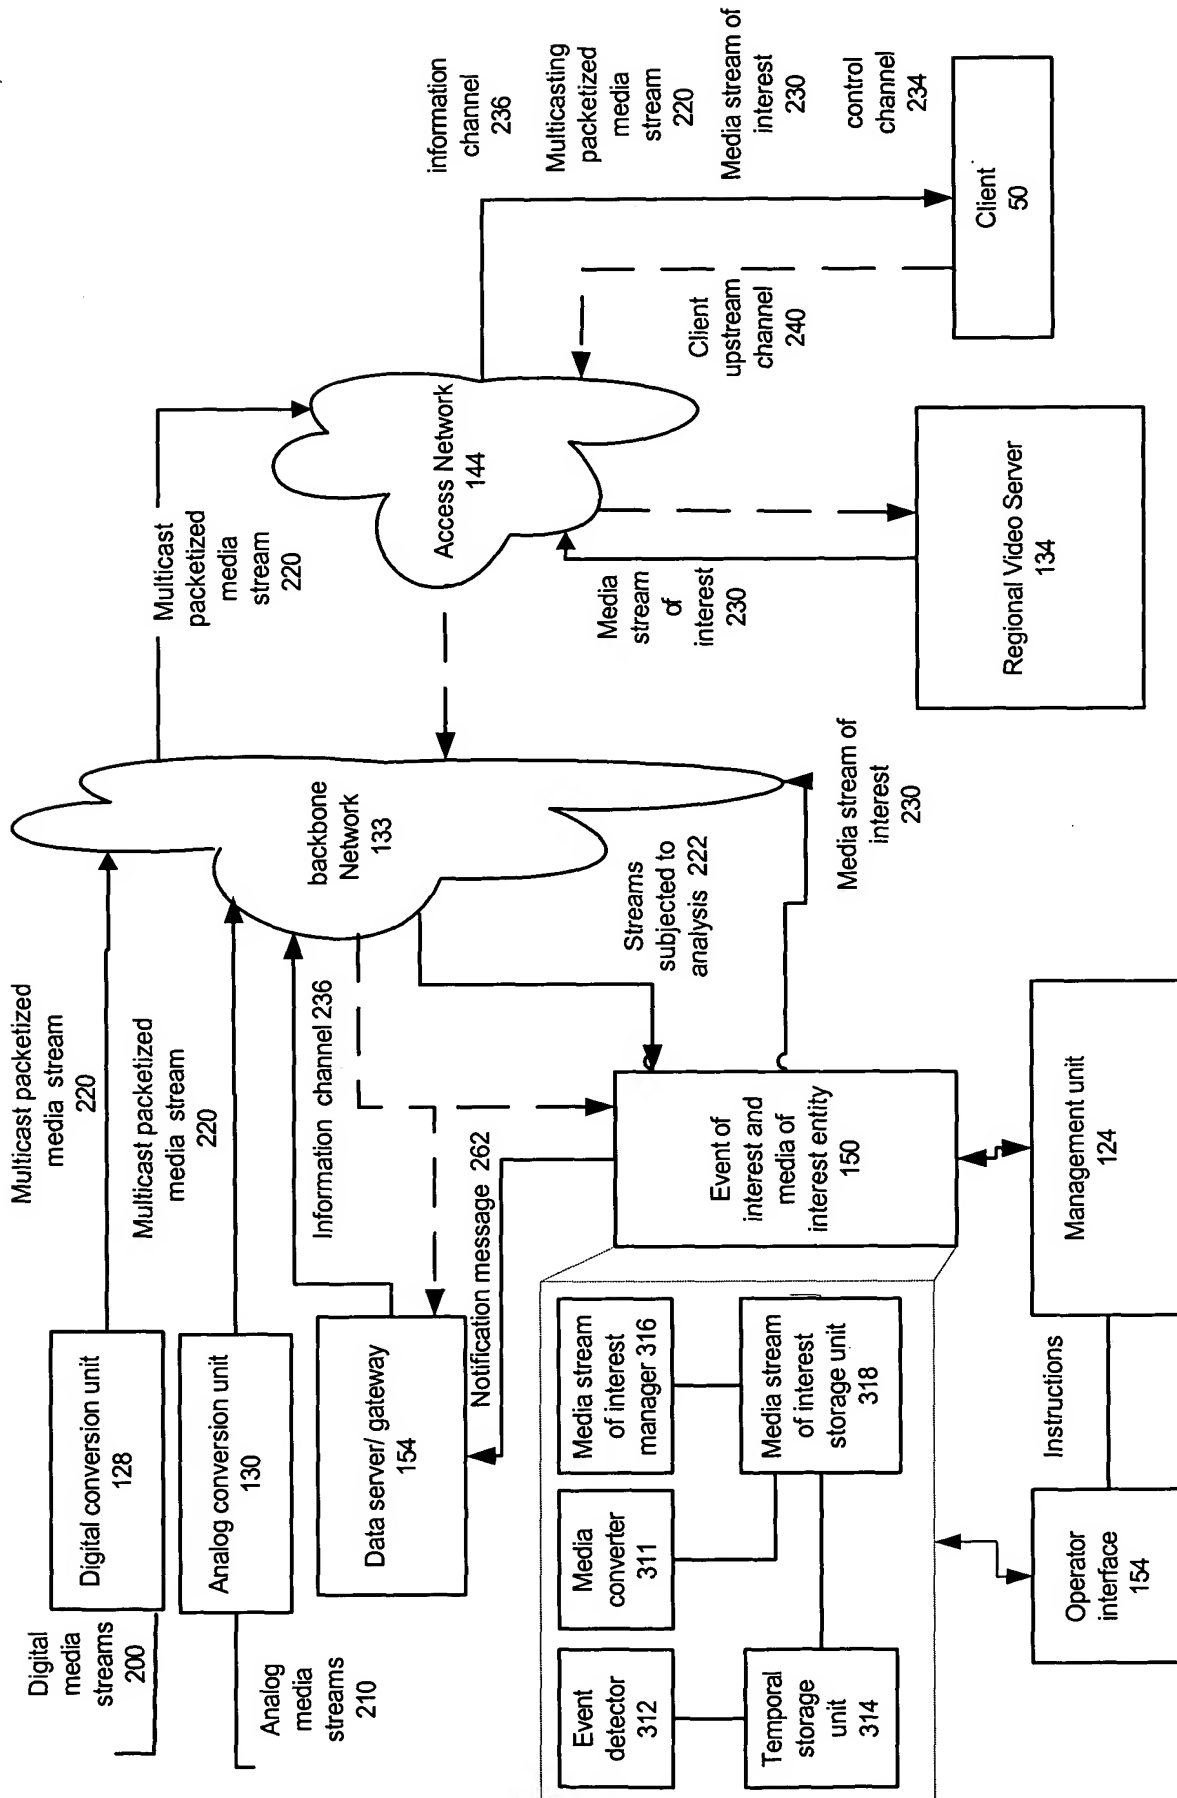 Digital
media
streams
200
Digital conversion unit
128
Multicast packetized
media stream
220
Analog
media
streams
210
Analog conversion unit
130
Multicast packetized
media stream
220
Data server/ gateway
154
Information channel 236
Notification message 262
backbone
Network
133
Multicast
packetized
media
stream
220
Access Network
144
information
channel
236
Multicasting
packetized
media
stream
220
Media stream of
interest
230
control
channel
234
Client
upstream
channel
240
Client
50
Media
stream
of
interest
230
Regional Video Server
134
Streams
subjected to
analysis 222
Media stream of
interest
230
Event of
interest and
media of
interest entity
150
Event
detector
312
Media
converter
311
Media stream
of interest
manager 316
Temporal
storage
unit
314
Media stream
of interest
storage unit
318
Operator
interface
154
Instructions
Management unit
124